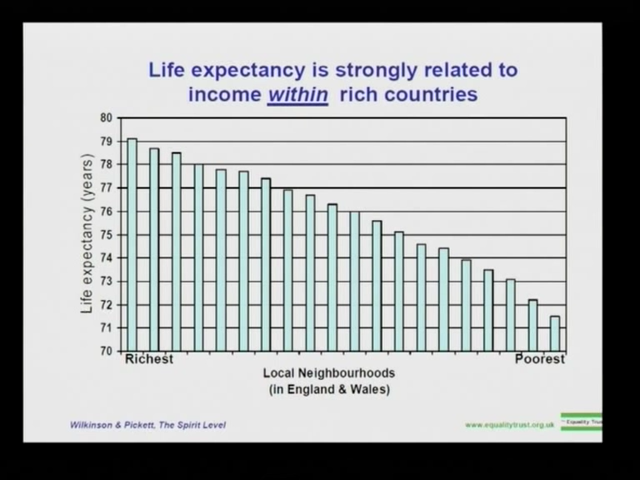 Life expectancy is strongly related to
income within rich countries
Life expectancy (years)
80
79
78
77
76
75
74
73
72
71
70
Richest
Poorest
Local Neighbourhoods
(in England & Wales)
Wilkinson & Pickett, The Spirit Level
www.equalitytrust.org.uk
Equality Trust